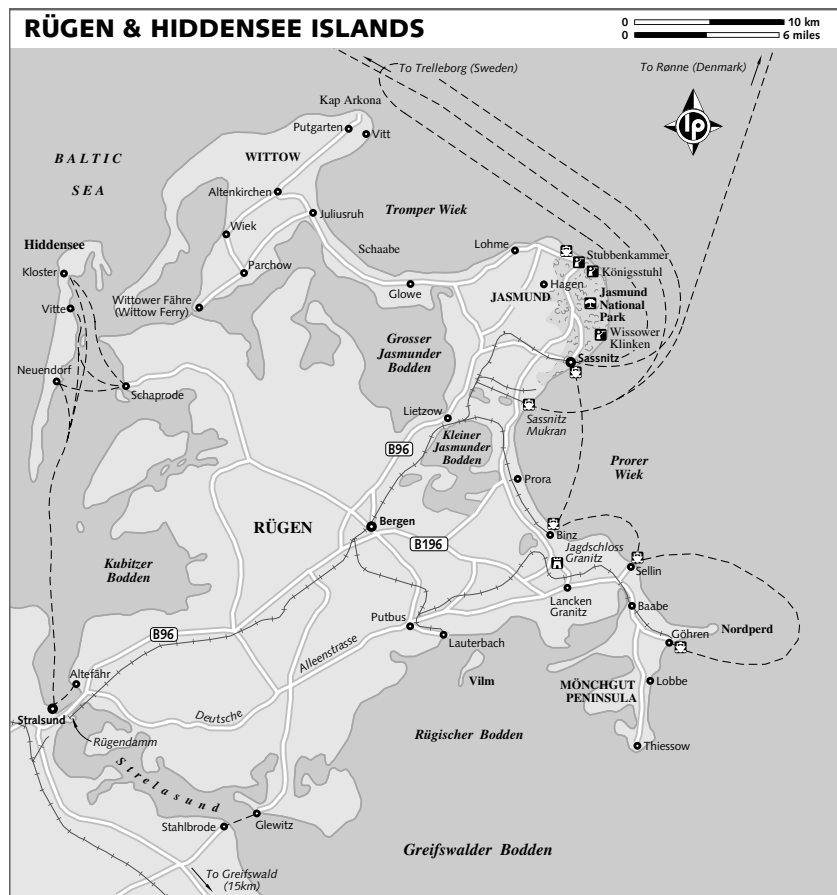 RÜGEN & HIDDENSEE ISLANDS
0 10 km
0 6 miles
To Trelleborg (Sweden)
To Rønne (Denmark)
lp
Kap Arkona
Putgarten
Vitt
BALTIC
SEA
WITTOW
Altenkirchen
Juliusruh
Tromper Wiek
Wiek
Hiddensee
Schaabe
Lohme
Stubbenkammer
Kloster
Parchow
Königsstuhl
Hagen
Glowe
JASMUND
Jasmund
National
Park
Vitte
Wittower Fähre
(Wittow Ferry)
Wissower
Klinken
Grosser
Jasmunder
Bodden
Sassnitz
Neuendorf
Schaprode
Lietzow
Sassnitz
Mukran
B96
Kleiner
Jasmunder
Bodden
Prorer
Wiek
Prora
RÜGEN
Bergen
Binz
B196
Jagdschloss
Granitz
Kubitzer
Bodden
Sellin
Lancken
Granitz
Baabe
Putbus
B96
Nordperd
Göhren
Lauterbach
Alleenstrasse
Altefähr
Vilm
MÖNCHGUT
PENINSULA
Lobbe
Stralsund
Deutsche
Rügendamm
Rügischer Bodden
Thiessow
Strelasund
Stahlbrode
Glewitz
Greifswalder Bodden
To Greifswald
(15km)